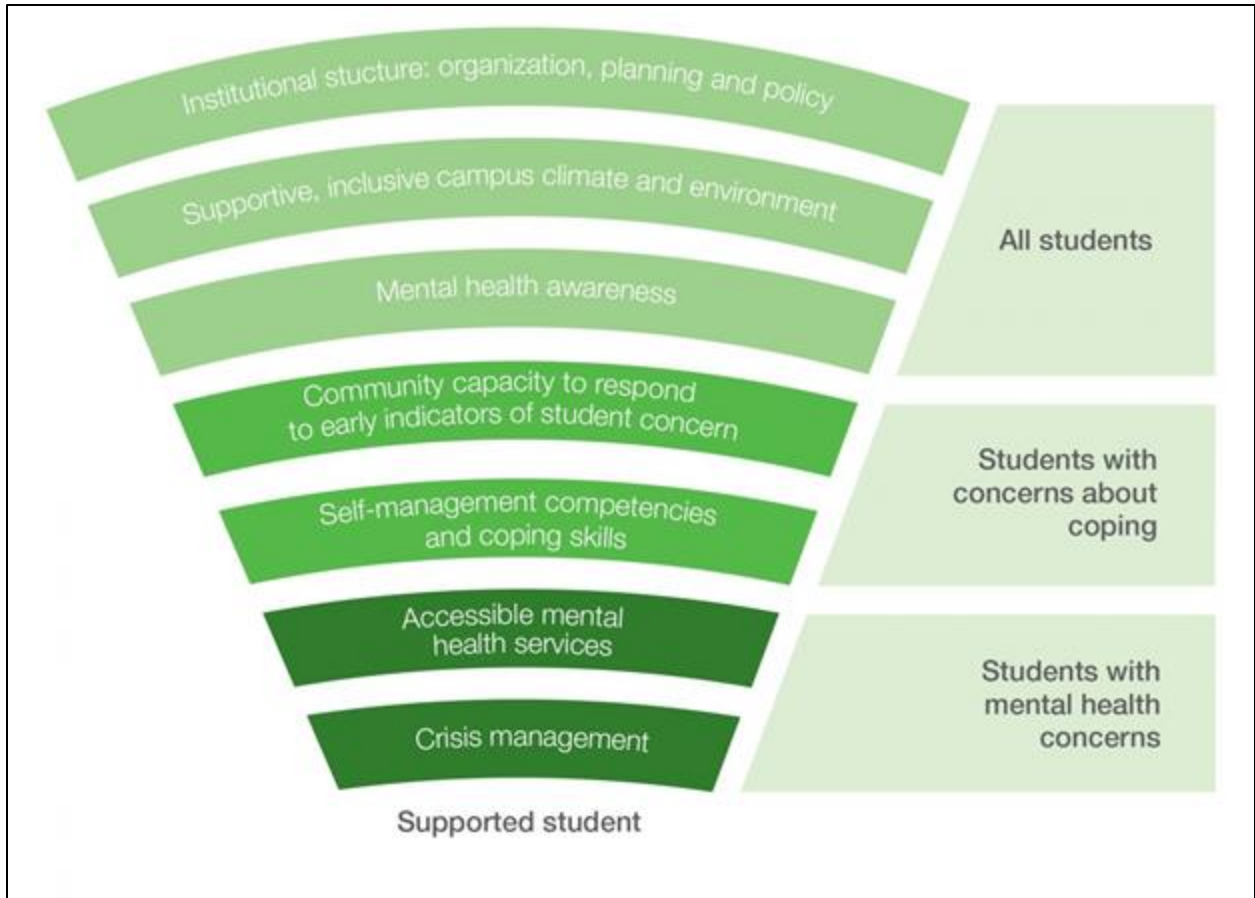 Institutional stucture: organization, planning and policy
Supportive, inclusive campus climate and environment
Mental health awareness
All students
Community capacity to respond
to early indicators of student concern
Self-management competencies
and coping skills
Students with
concerns about
coping
Accessible mental
health services
Crisis management
Students with
mental health
concerns
Supported student